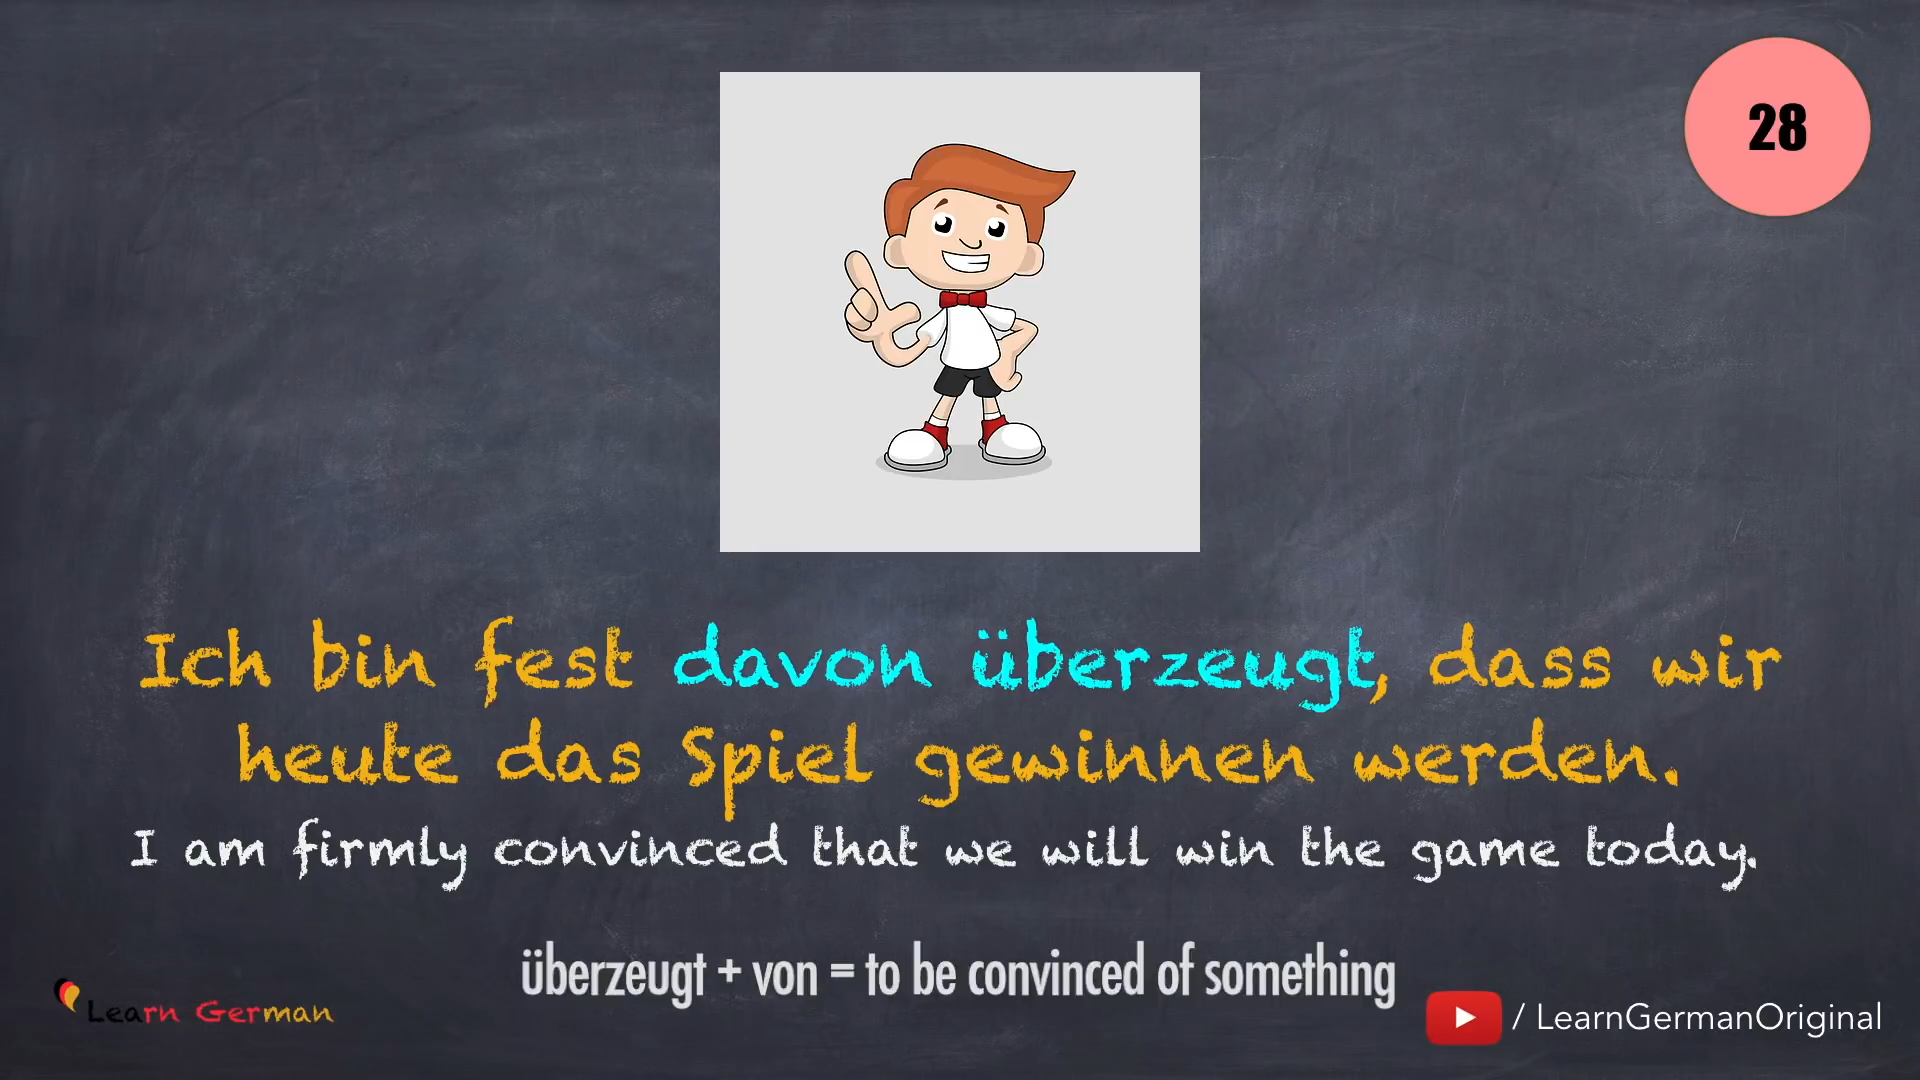 28
Ich bin fest davon überzeugt, dass wir
heute das Spiel gewinnen werden.
I am firmly convinced that we will win the game today.
überzeugt + von = to be convinced of something
Learn German
/ LearnGermanOriginal